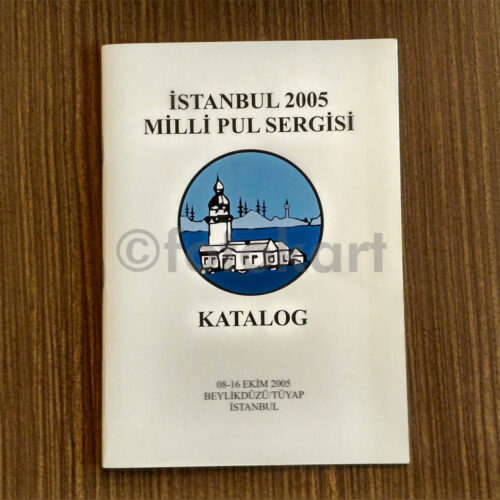 İSTANBUL 2005
MİLLİ PUL SERGİSİ
KATALOG
08-16 EKİM 2005
BEYLİKDÜZÜ/TÜYAP
İSTANBUL